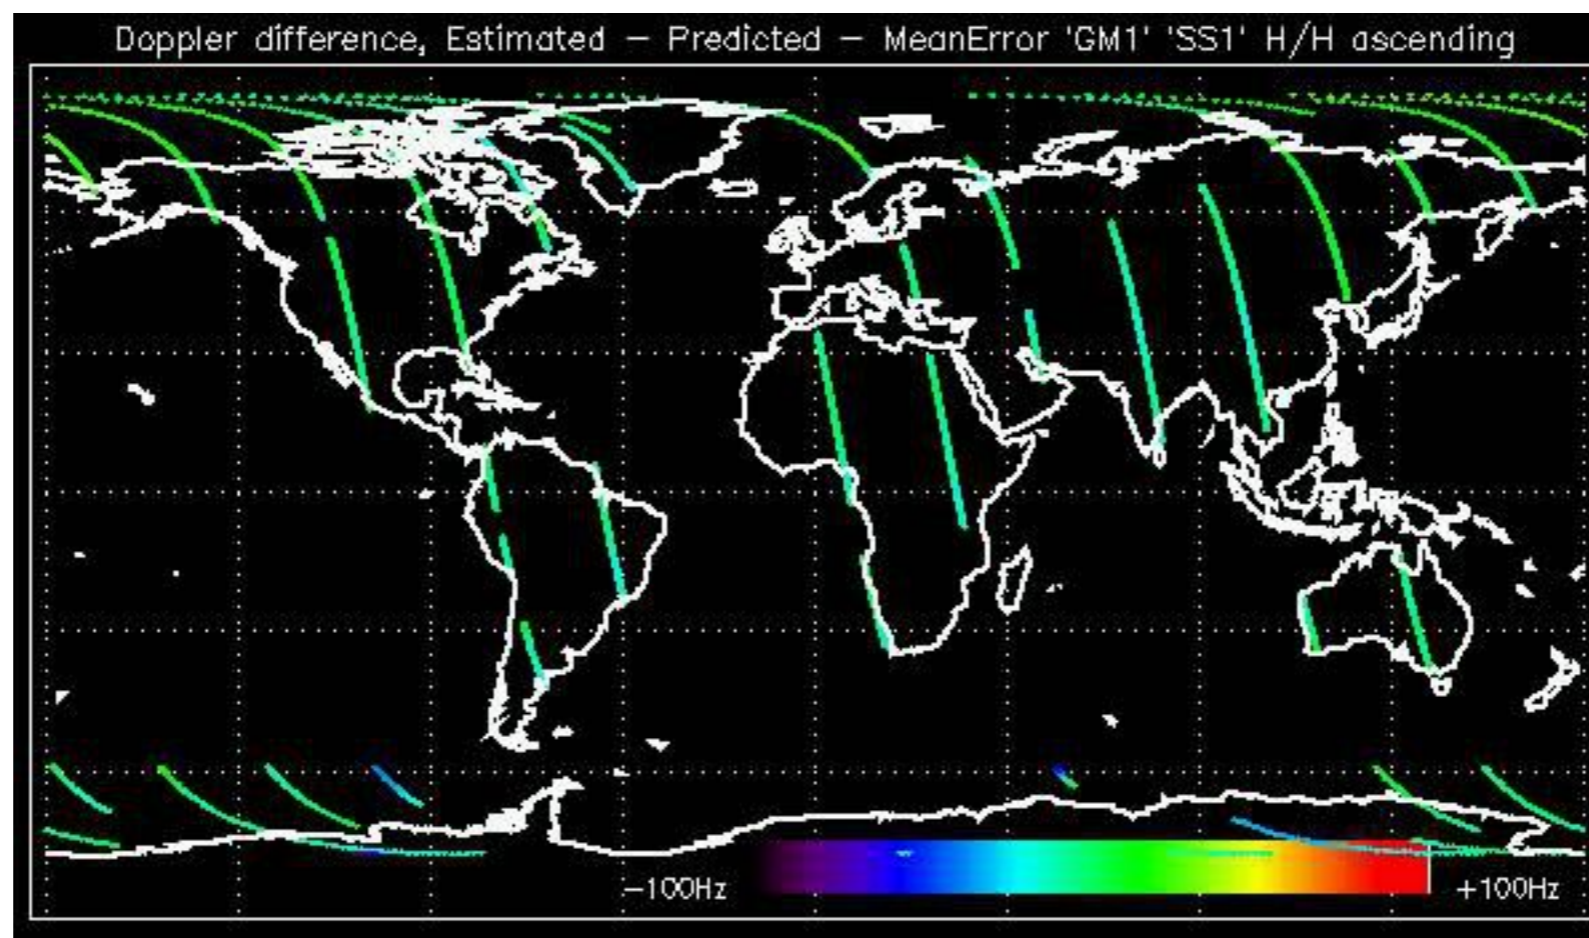 Doppler difference, Estimated – Predicted – MeanError 'GM1' 'SS1' H/H ascending
–100Hz +100Hz